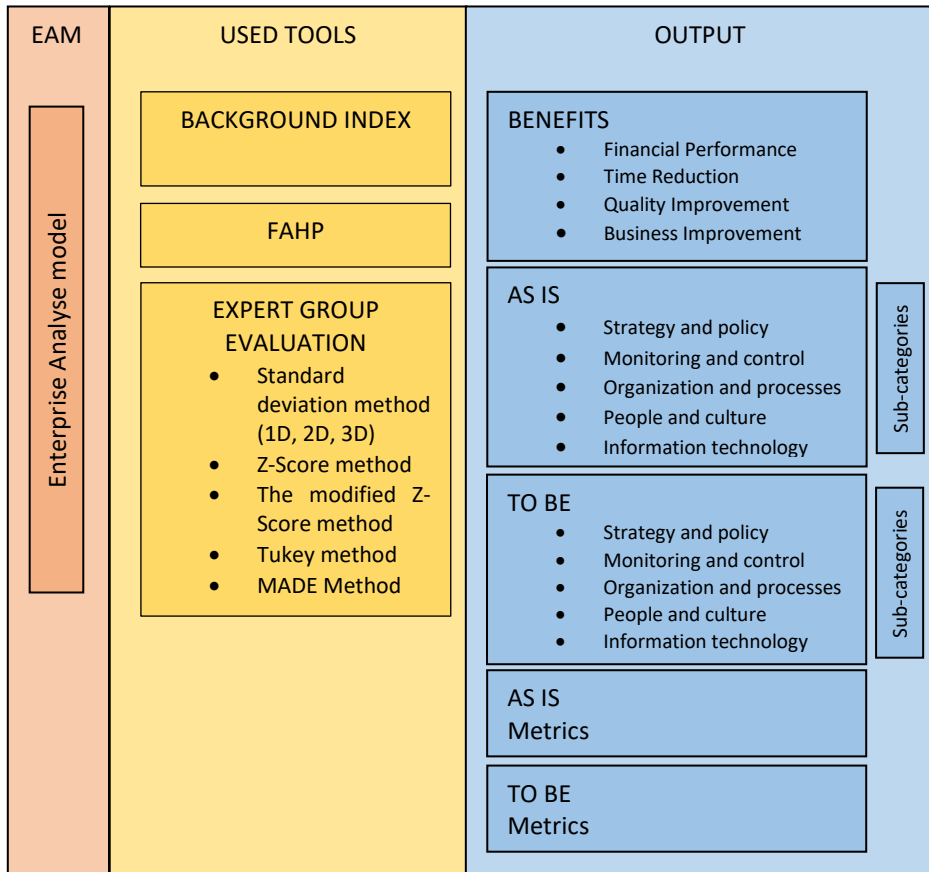 EAM
Enterprise Analyse model
USED TOOLS
BACKGROUND INDEX
FAHP
EXPERT GROUP
EVALUATION
• Standard
deviation method
(1D, 2D, 3D)
• Z-Score method
• The modified Z-
Score method
• Tukey method
• MADE Method
OUTPUT
BENEFITS
• Financial Performance
• Time Reduction
• Quality Improvement
• Business Improvement
AS IS
• Strategy and policy
• Monitoring and control
• Organization and processes
• People and culture
• Information technology
Sub-categories
TO BE
• Strategy and policy
• Monitoring and control
• Organization and processes
• People and culture
• Information technology
Sub-categories
AS IS
Metrics
TO BE
Metrics